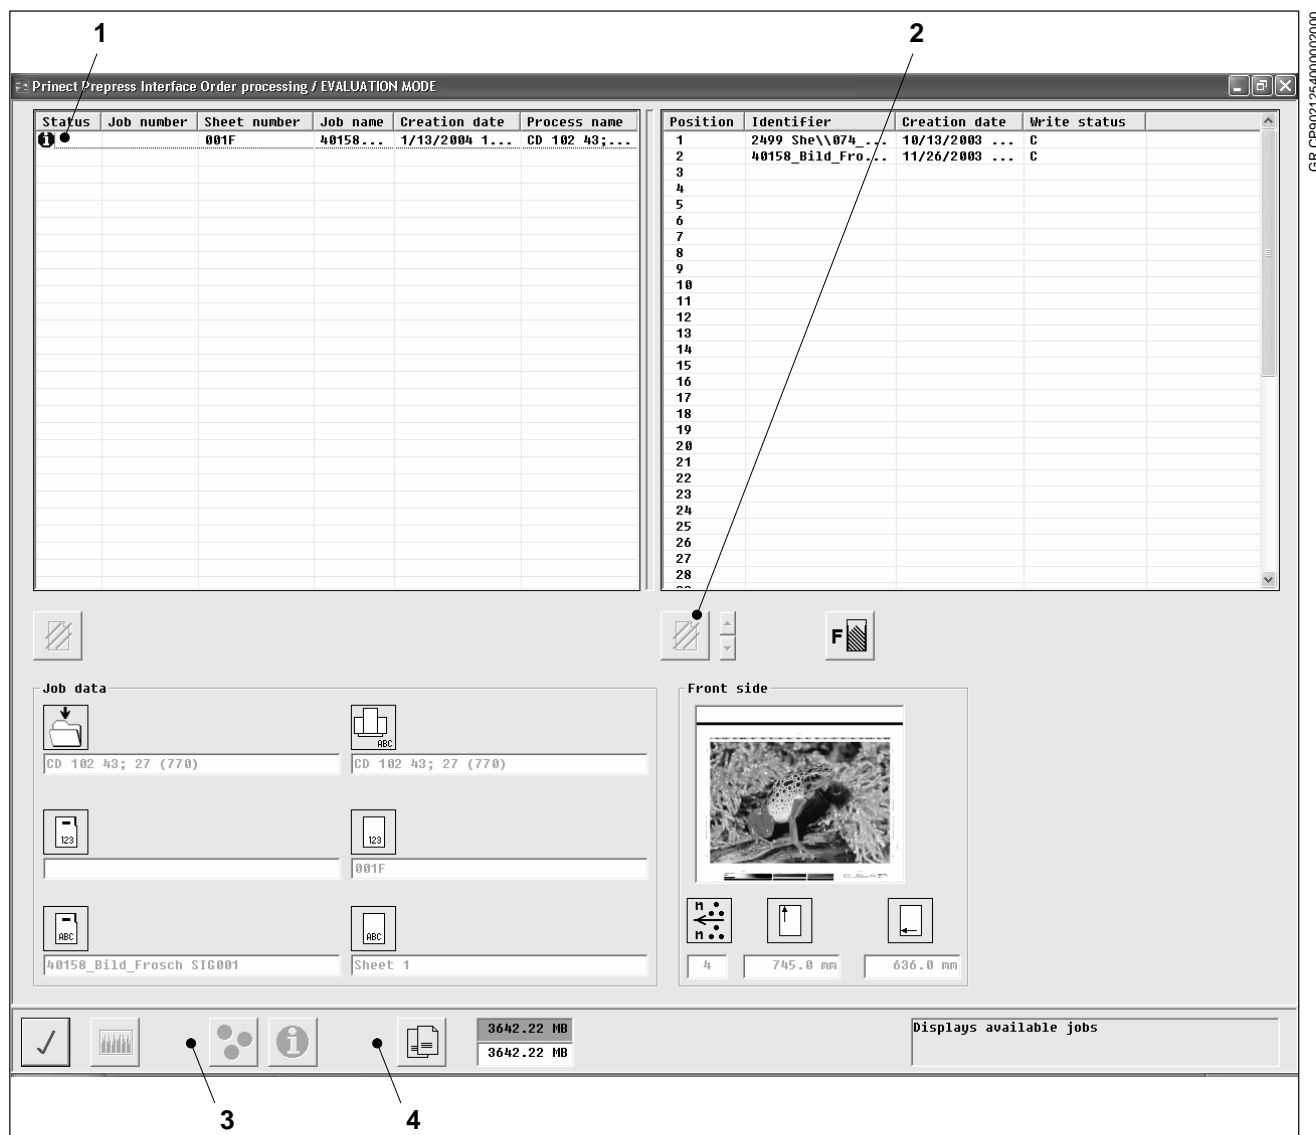 1
2
GR.CP902125400000002000
Prinect Prepress Interface Order processing / EVALUATION MODE
Status Job number Sheet number Job name Creation date Process name
001F 40158... 1/13/2004 1... CD 102 43;...
Position Identifier Creation date Write status
1 2499 She\\074_... 10/13/2003 ... C
2 40158_Bild_Fro... 11/26/2003 ... C
3
4
5
6
7
8
9
10
11
12
13
14
15
16
17
18
19
20
21
22
23
24
25
26
27
28
F
Job data
ABC
CD 102 43; 27 (770)
CD 102 43; 27 (770)
123
123
001F
ABC
ABC
40158_Bild_Frosch SIG001
Sheet 1
Front side
n
n
4
745.0 mm
636.0 mm
3642.22 MB
3642.22 MB
Displays available jobs
3
4